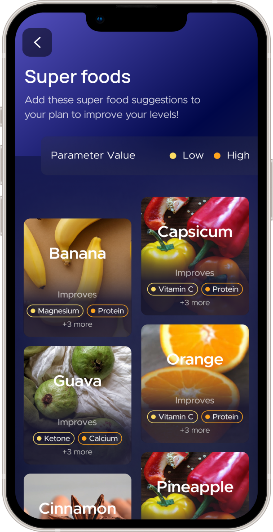 Super foods
Add these super food suggestions to
your plan to improve your levels!
Parameter Value
Low
High
Banana
Improves
Magnesium
Protein
+3 more
Capsicum
Improves
Vitamin C
Protein
+3 more
Guava
Improves
Ketone
Calcium
+3 more
Orange
Improves
Vitamin C
Protein
+3 more
Cinnamon
Pineapple